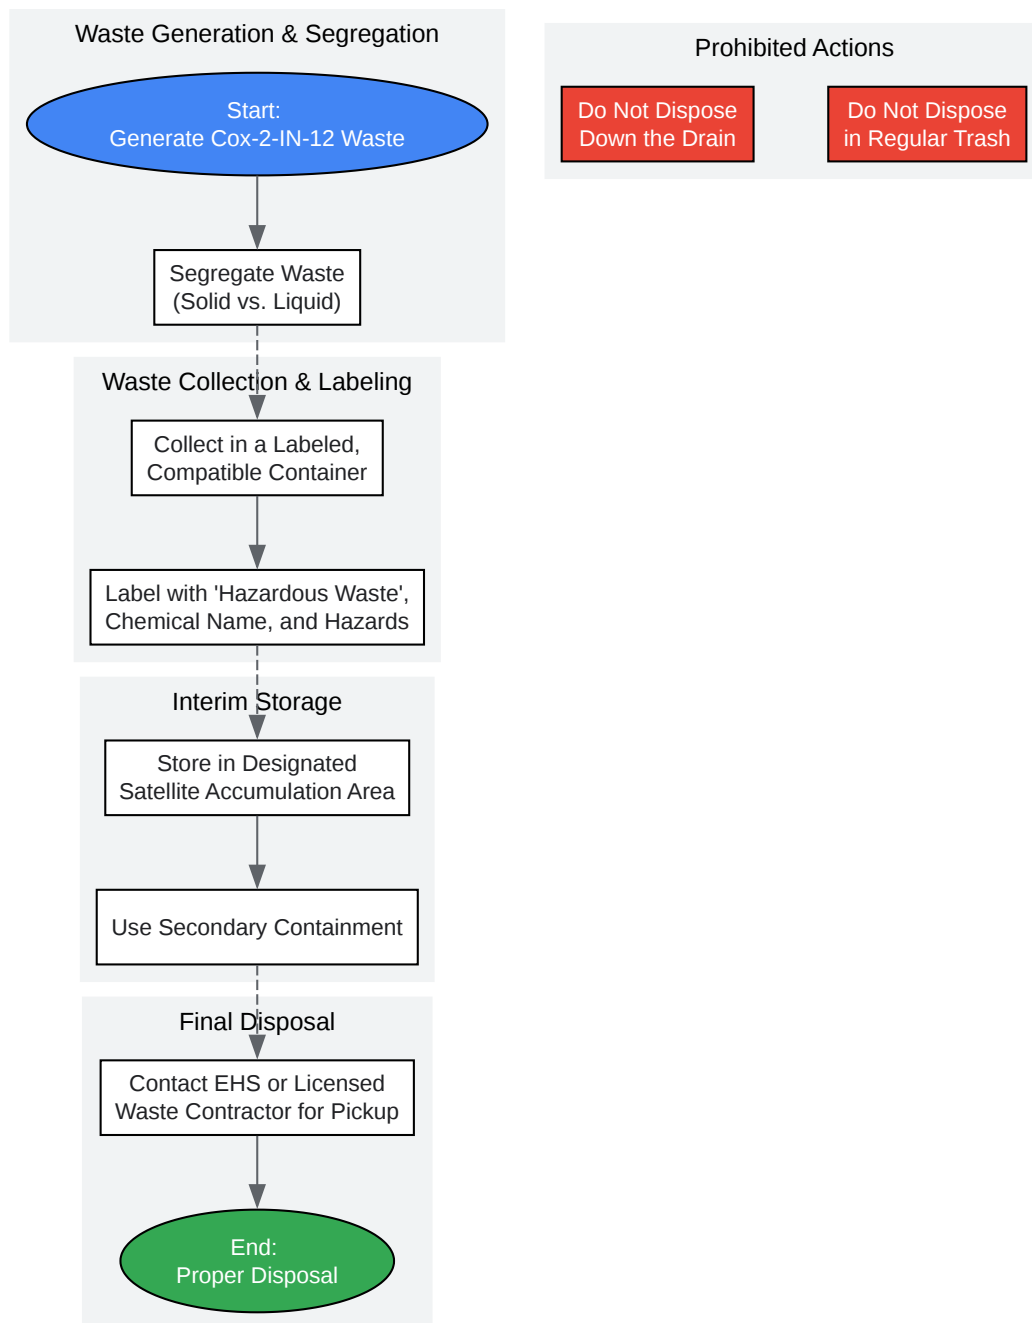 Waste Generation & Segregation
Start:
Generate Cox-2-IN-12 Waste
Segregate Waste
(Solid vs. Liquid)
Waste Collection & Labeling
Collect in a Labeled,
Compatible Container
Label with 'Hazardous Waste',
Chemical Name, and Hazards
Interim Storage
Store in Designated
Satellite Accumulation Area
Use Secondary Containment
Final Disposal
Contact EHS or Licensed
Waste Contractor for Pickup
End:
Proper Disposal
Prohibited Actions
Do Not Dispose
Down the Drain
Do Not Dispose
in Regular Trash